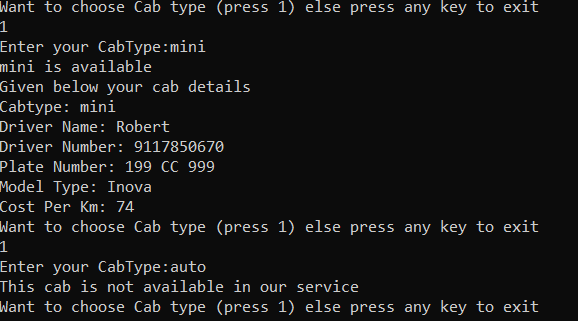 Want to choose Cab type (press 1) else press any key to exit
1
Enter your CabType:mini
mini is available
Given below your cab details
Cabtype: mini
Driver Name: Robert
Driver Number: 9117850670
Plate Number: 199 CC 999
Model Type: Inova
Cost Per Km: 74
Want to choose Cab type (press 1) else press any key to exit
1
Enter your CabType:auto
This cab is not available in our service
Want to choose Cab type (press 1) else press any key to exit